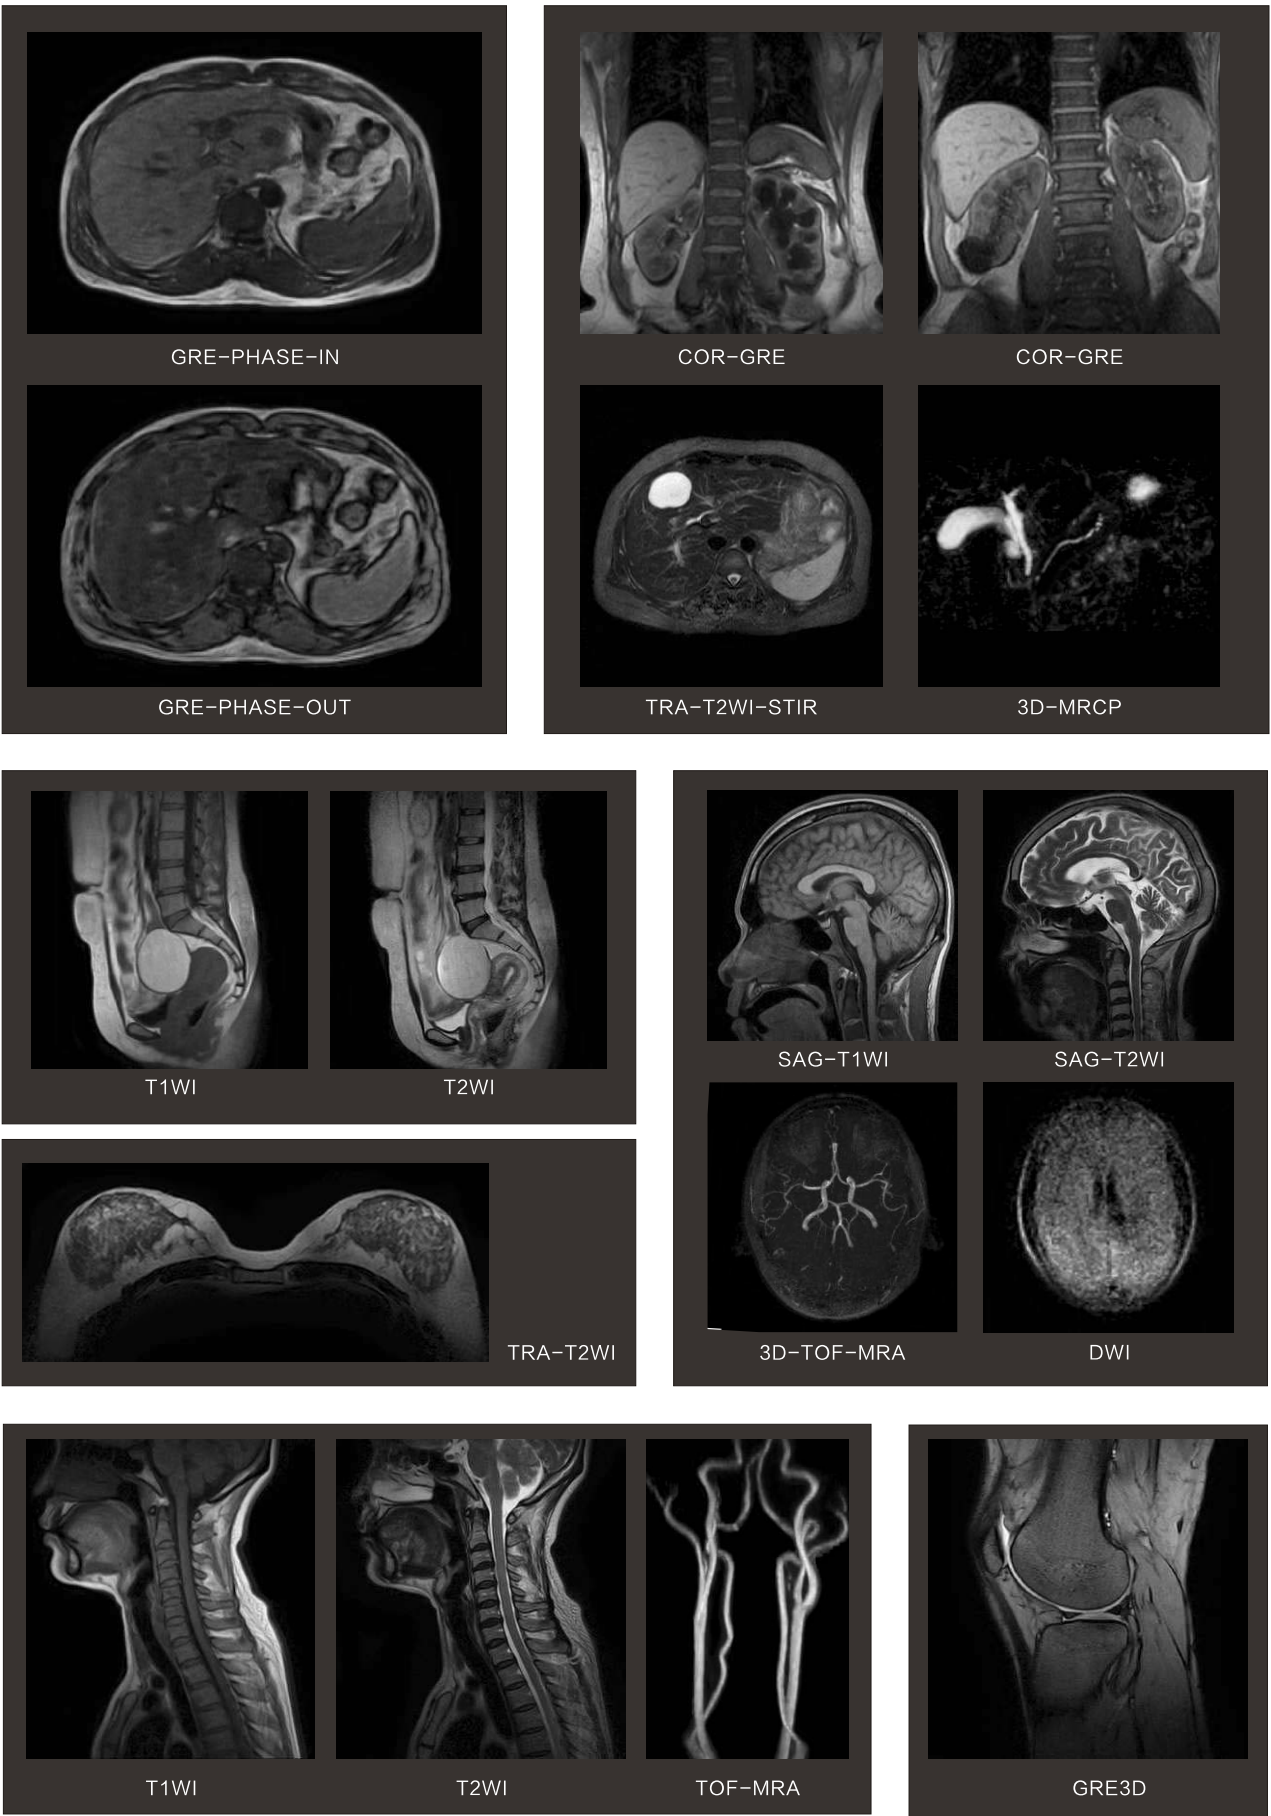 GRE-PHASE-IN
GRE-PHASE-OUT
COR-GRE
COR-GRE
TRA-T2WI-STIR
3D-MRCP
T1WI
T2WI
TRA-T2WI
SAG-T1WI
SAG-T2WI
3D-TOF-MRA
DWI
T1WI
T2WI
TOF-MRA
GRE3D